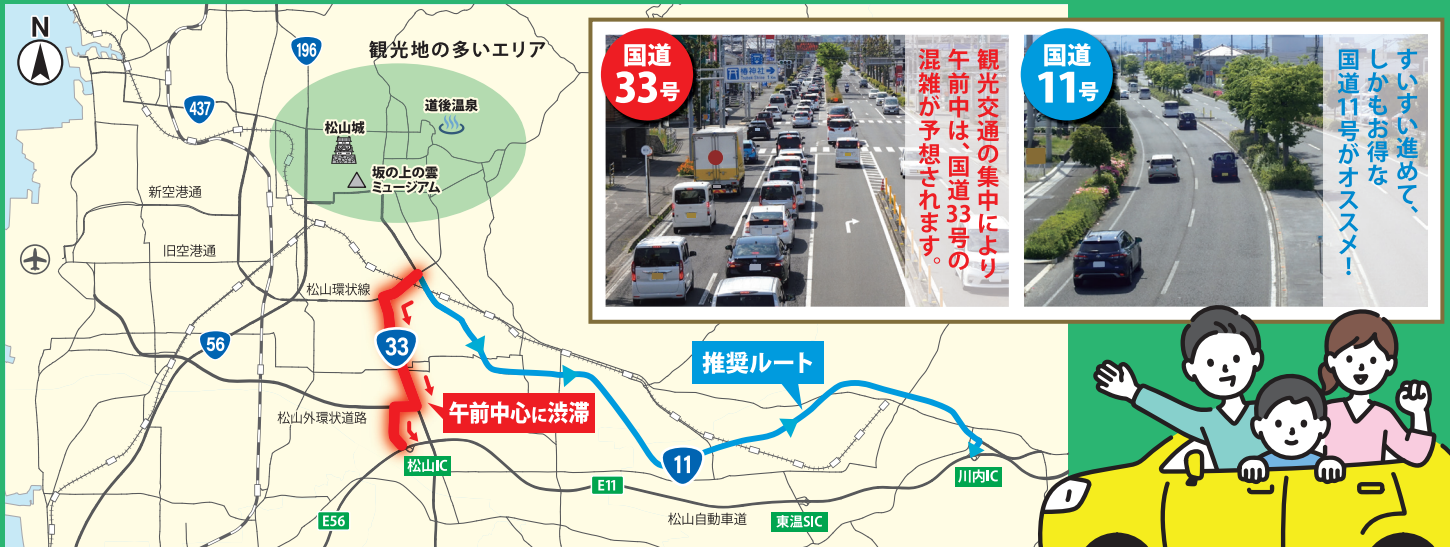 N
196
観光地の多いエリア
437
道後温泉
松山城
坂の上の雲
ミュージアム
新空港通
旧空港通
松山環状線
56
33
推奨ルート
午前中心に渋滞
松山外環状道路
松山IC
11
E11
川内IC
E56
松山自動車道
東温SIC
国道
33号
観光交通の集中により
午前中は、国道33号の
混雑が予想されます。
椿神社
国道
11号
すいすい進めて、
しかもお得な
国道11号がオススメ！